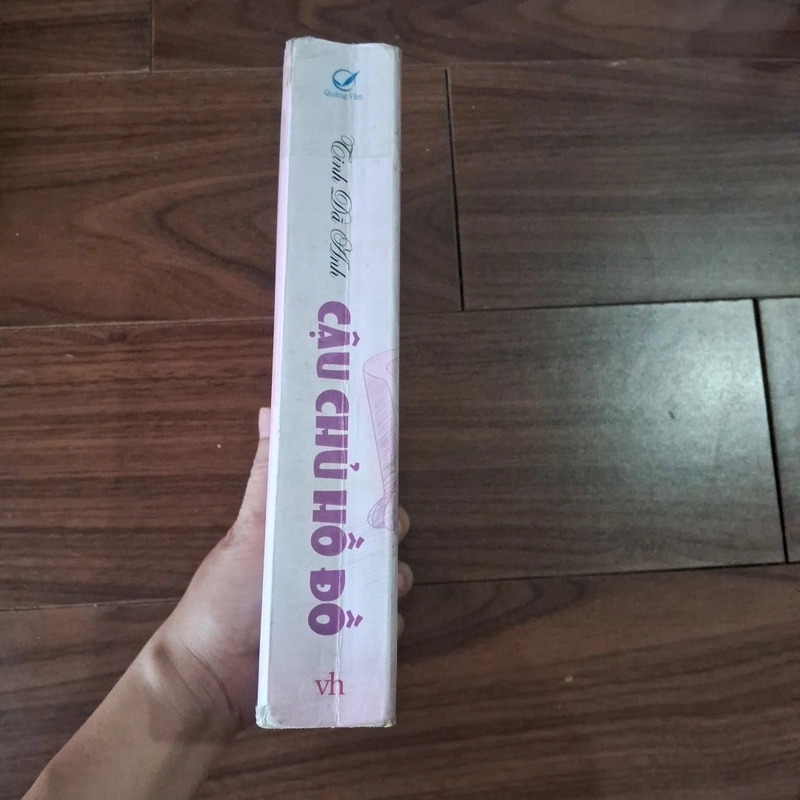 Quảng Văn
Tinh Dã Anh
CẬU CHỦ HỒ ĐỒ
vh